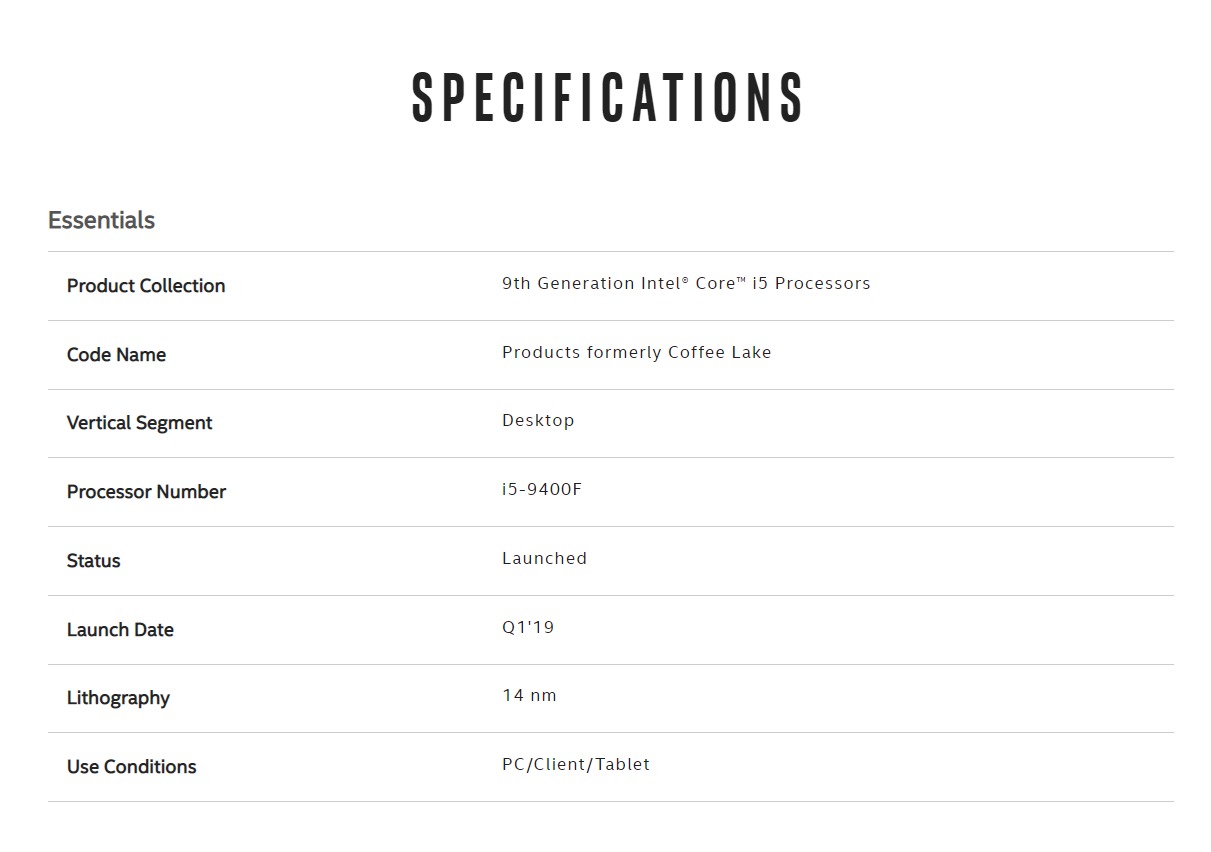 SPECIFICATIONS
Essentials
Product Collection 9th Generation Intel® Core™ i5 Processors
Code Name Products formerly Coffee Lake
Vertical Segment Desktop
Processor Number i5-9400F
Status Launched
Launch Date Q1'19
Lithography 14 nm
Use Conditions PC/Client/Tablet